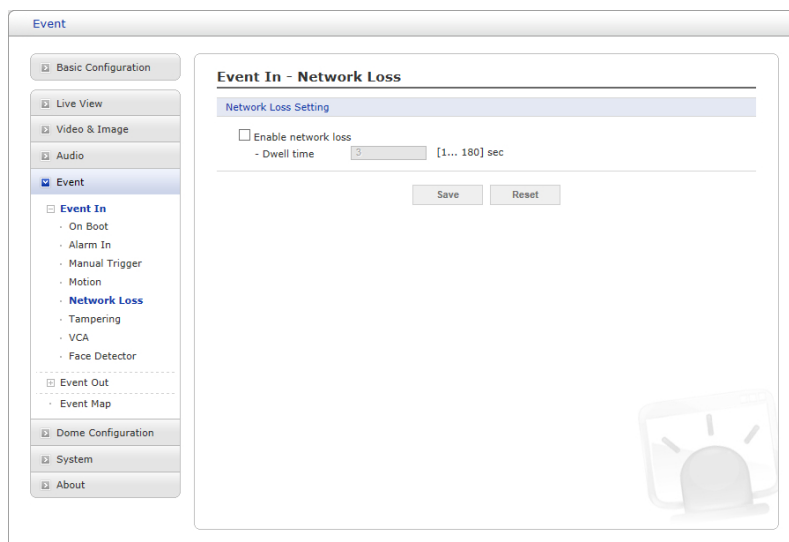 Event
Basic Configuration
Live View
Video & Image
Audio
Event
Event In
· On Boot
· Alarm In
· Manual Trigger
· Motion
· Network Loss
· Tampering
· VCA
· Face Detector
Event Out
· Event Map
Dome Configuration
System
About
Event In - Network Loss
Network Loss Setting
Enable network loss
- Dwell time 3 [1... 180] sec
Save Reset